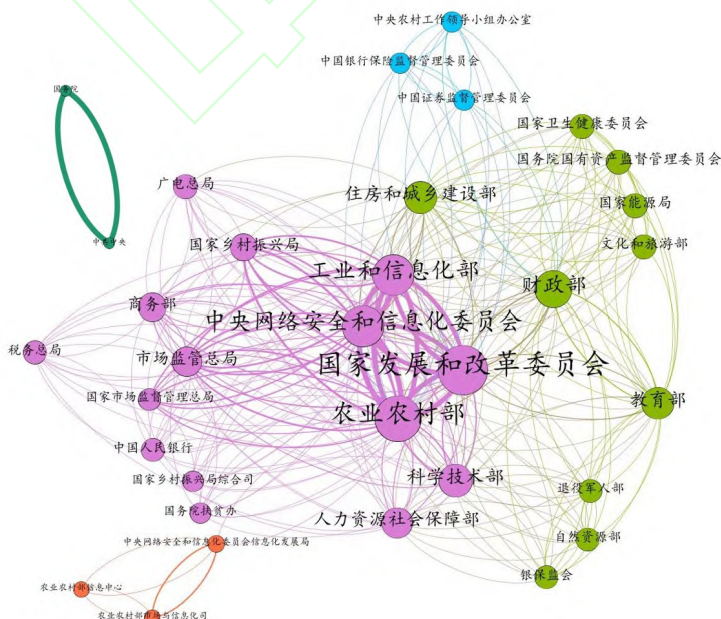 中央农村工作领导小组办公室
中国银行保险监督管理委员会
国务院
中国证券监督管理委员会
国家卫生健康委员会
国务院国有资产监督管理委员会
广电总局
住房和城乡建设部
国家能源局
中共中央
国家乡村振兴局
文化和旅游部
工业和信息化部
财政部
商务部
中央网络安全和信息化委员会
税务总局
市场监管总局
国家发展和改革委员会
国家市场监督管理总局
教育部
农业农村部
中国人民银行
国家乡村振兴局综合司
科学技术部
退役军人部
国务院扶贫办
人力资源社会保障部
自然资源部
中央网络安全和信息化委员会信息化发展局
银保监会
农业农村部信息中心
农业农村部市场与信息化司